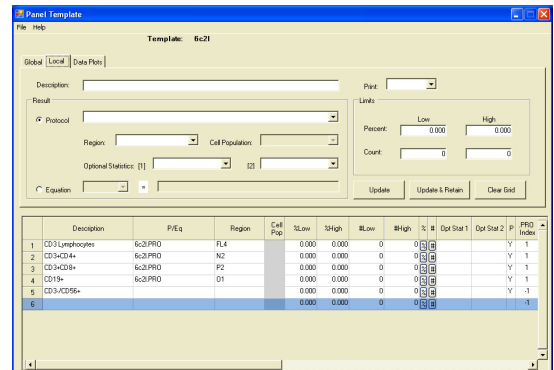 Panel Template
File Help
Template: 6c2l
Global Local Data Plots
Description: Print:
Result Limits
Low High
Protocol Percent: 0.000 0.000
Region: Cell Population:
Count: 0 0
Optional Statistics: [1] [2]
Equation = Update Update & Retain Clear Grid
Description P/Eq Region Cell Pop %Low %High #Low #High % # Opt Stat 1 Opt Stat 2 P .PRO Index
1 CD3 Lynphocytes 6c2l.PRO FL4 0.000 0.000 0 0 % # Y 1
2 CD3+CD4+ 6c2l.PRO N2 0.000 0.000 0 0 % # Y 1
3 CD3+CD8+ 6c2l.PRO P2 0.000 0.000 0 0 % # Y 1
4 CD19+ 6c2l.PRO O1 0.000 0.000 0 0 % # Y 1
5 CD3-/CD56+ 0.000 0.000 0 0 % # Y -1
6 0.000 0.000 0 0 % # -1